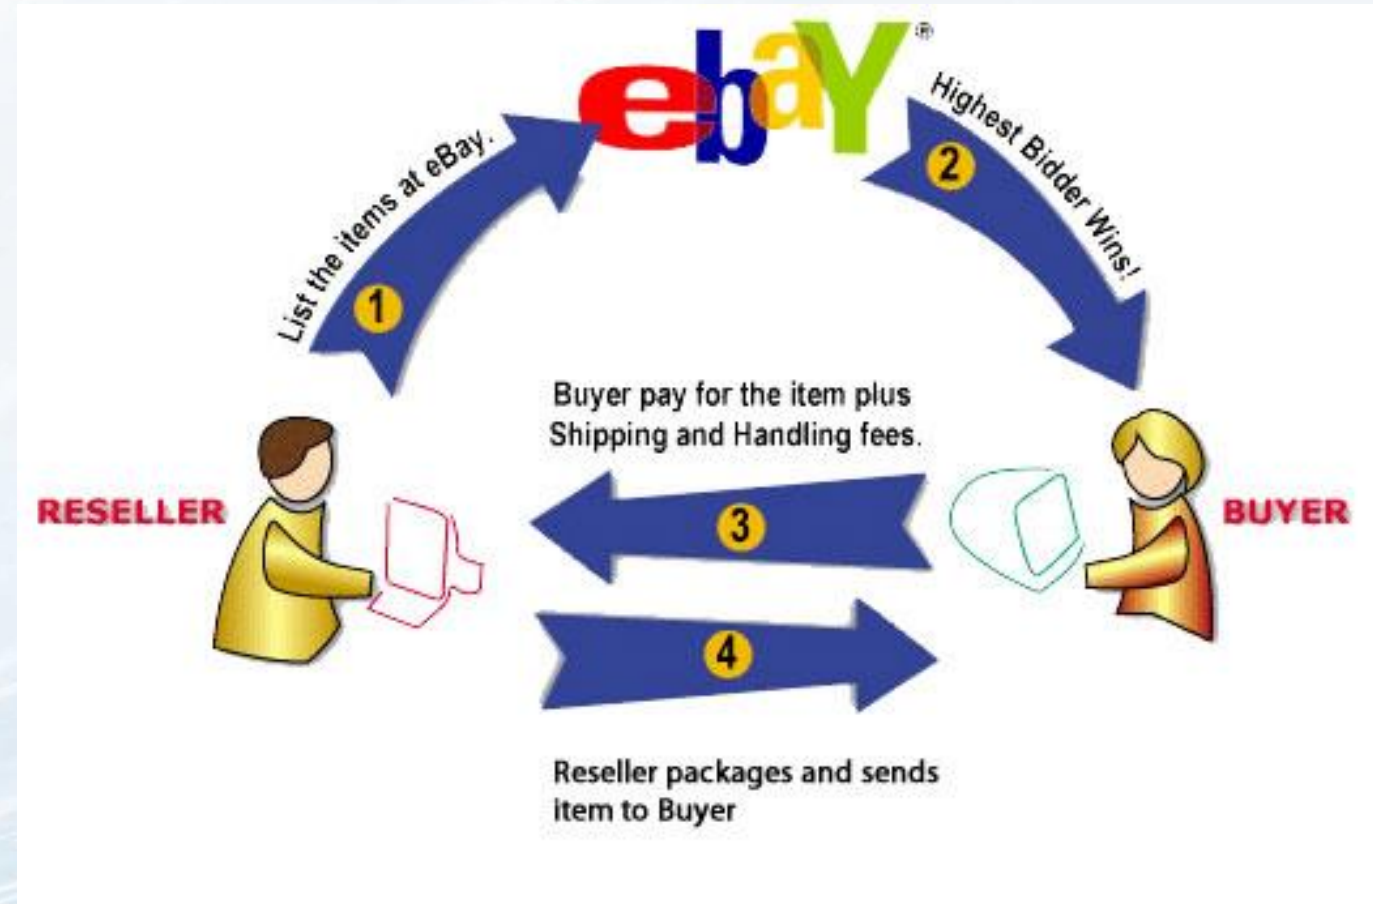 ebaY®
List the items at eBay.
1
2
Highest Bidder Wins!
Buyer pay for the item plus
Shipping and Handling fees.
RESELLER
3
BUYER
4
Reseller packages and sends
item to Buyer